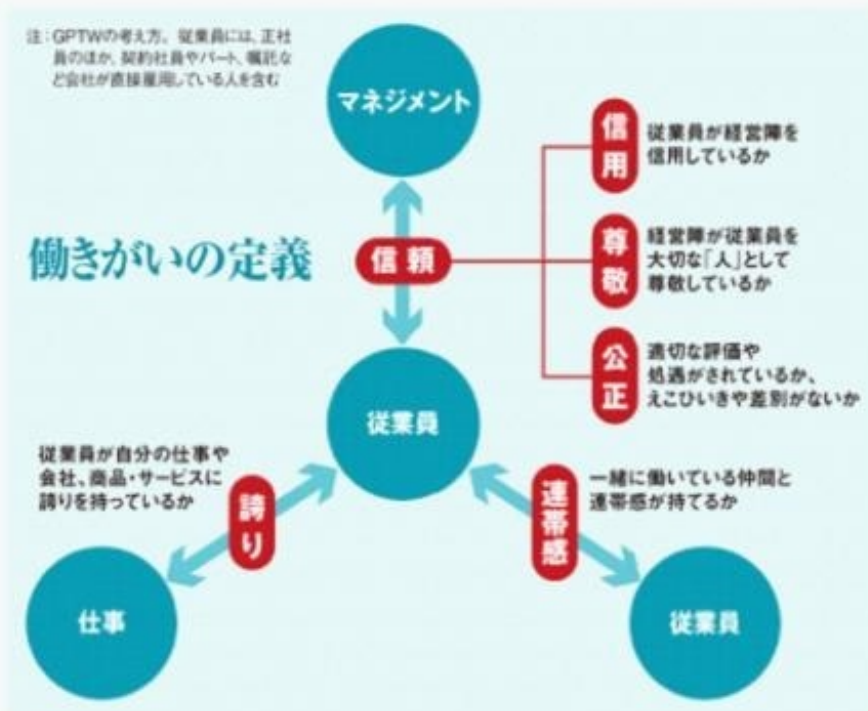 注：GPTWの考え方。従業員には、正社
員のほか、契約社員やパート、嘱託な
ど会社が直接雇用している人を含む
マネジメント
信用
従業員が経営陣を
信用しているか
働きがいの定義
信頼
尊敬
経営陣が従業員を
大切な「人」として
尊敬しているか
公正
適切な評価や
処遇がされているか、
えこひいきや差別がないか
従業員
従業員が自分の仕事や
会社、商品・サービスに
誇りを持っているか
誇り
連帯感
一緒に働いている仲間と
連帯感が持てるか
仕事
従業員